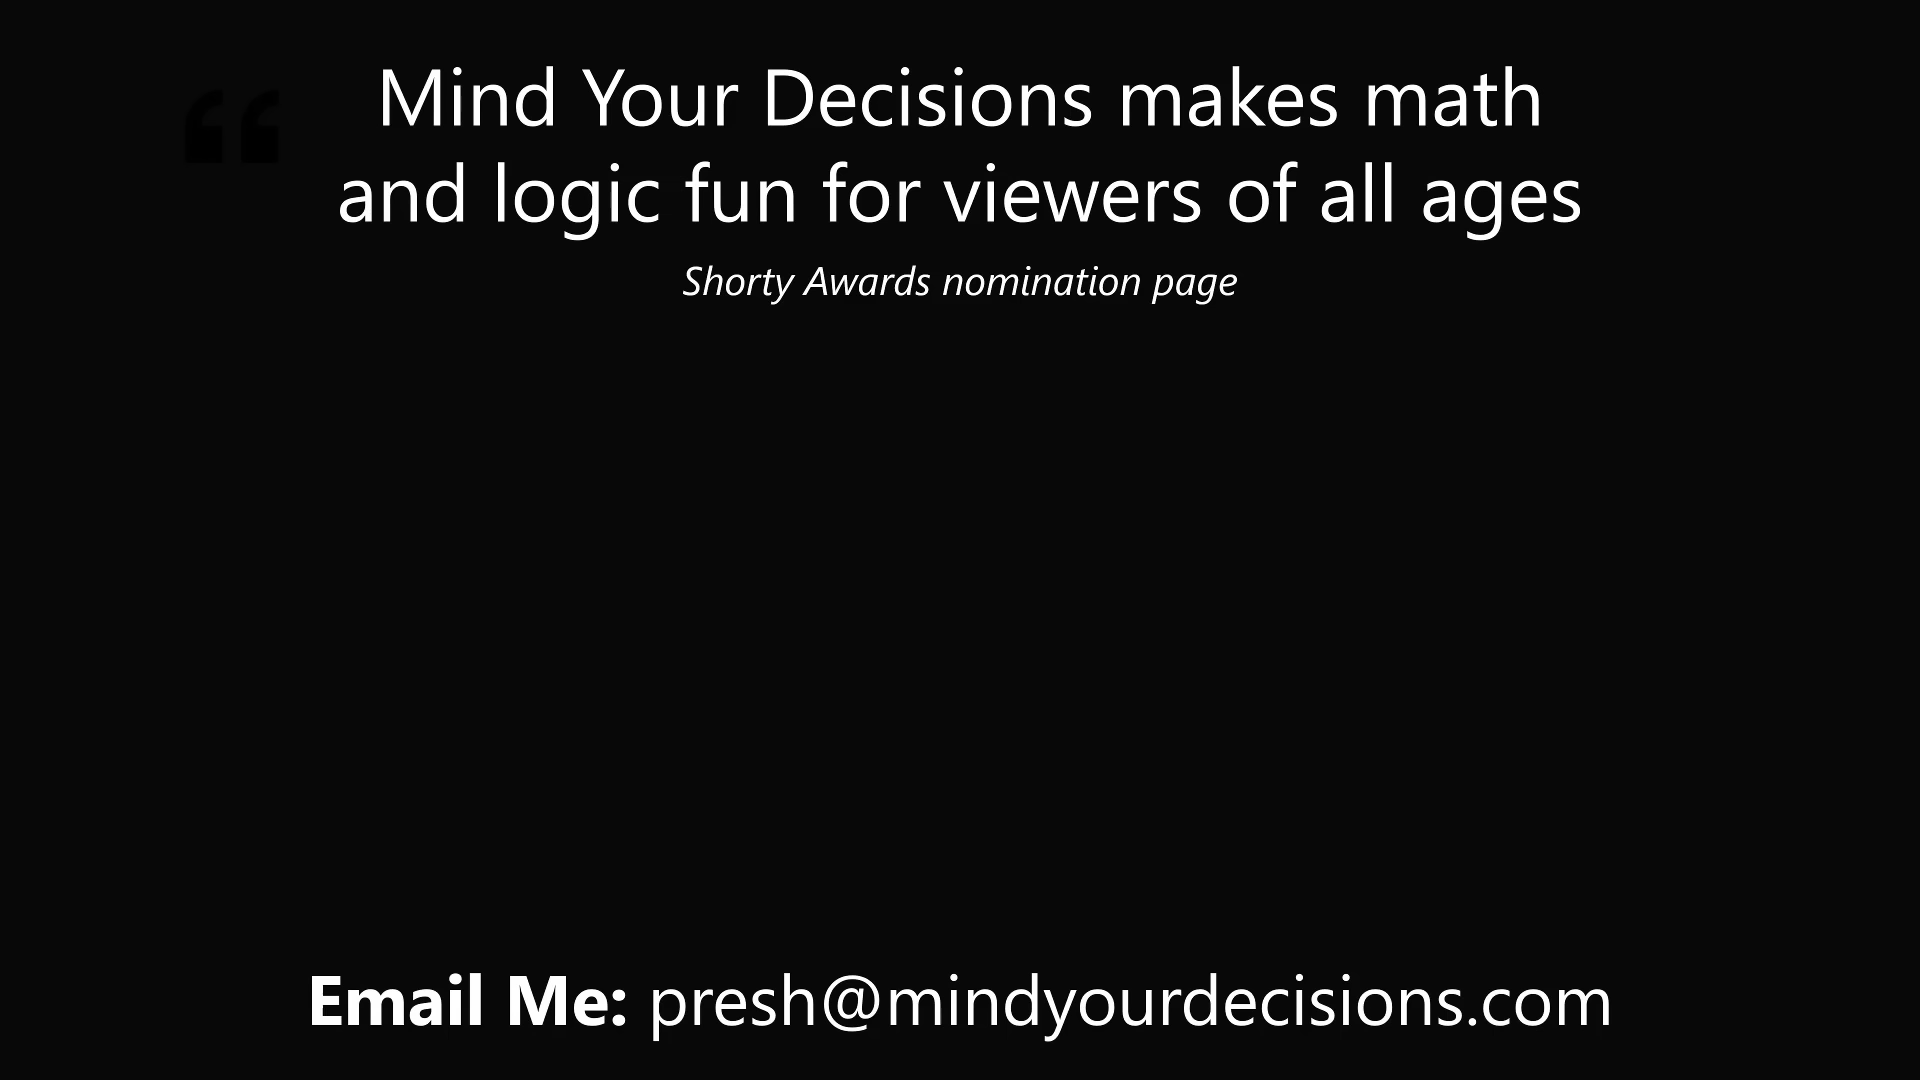 “ Mind Your Decisions makes math
and logic fun for viewers of all ages
Shorty Awards nomination page
Email Me: presh@mindyourdecisions.com